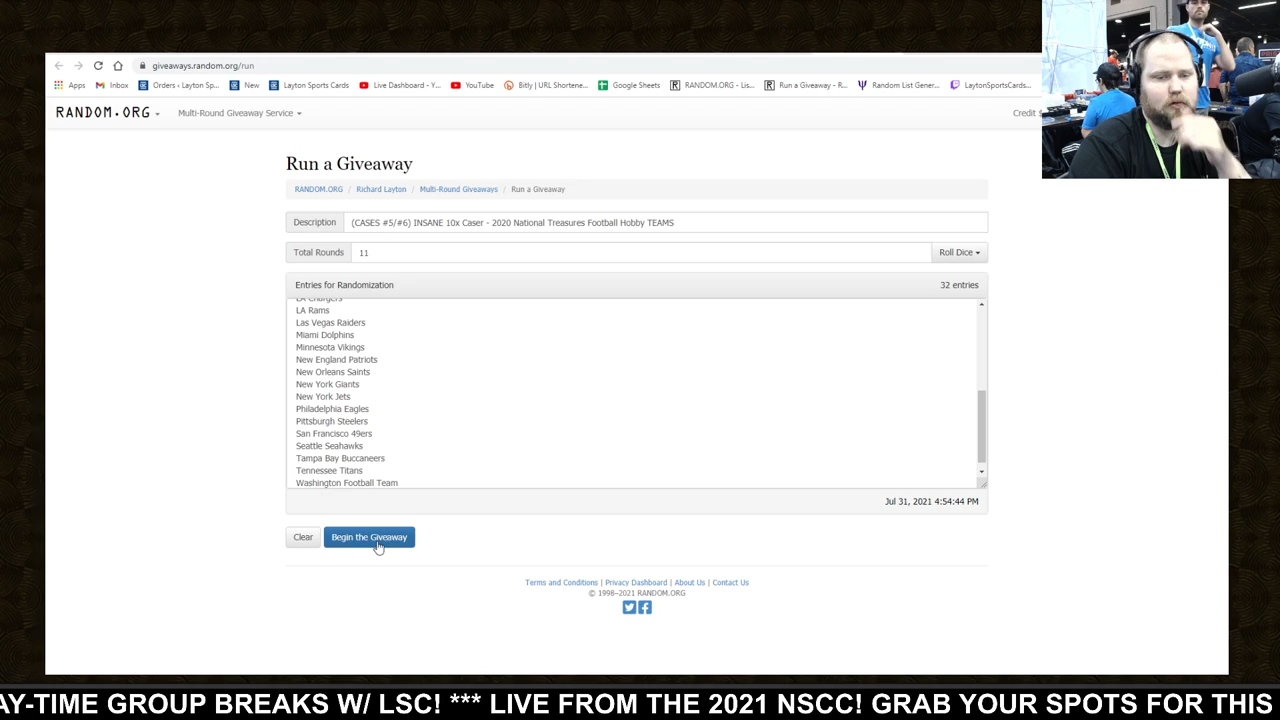 giveaways.random.org/run
Apps Inbox Orders ‹ Layton Sp... New Layton Sports Cards Live Dashboard - Y... YouTube Bitly | URL Shortene... Google Sheets RANDOM.ORG - Lis... Run a Giveaway - R... Random List Gener... LaytonSportsCards...
RANDOM.ORG Multi-Round Giveaway Service Credit $
Run a Giveaway
RANDOM.ORG / Richard Layton / Multi-Round Giveaways / Run a Giveaway
Description (CASES #5/#6) INSANE 10x Caser - 2020 National Treasures Football Hobby TEAMS
Total Rounds 11 Roll Dice
Entries for Randomization 32 entries
LA Chargers
LA Rams
Las Vegas Raiders
Miami Dolphins
Minnesota Vikings
New England Patriots
New Orleans Saints
New York Giants
New York Jets
Philadelphia Eagles
Pittsburgh Steelers
San Francisco 49ers
Seattle Seahawks
Tampa Bay Buccaneers
Tennessee Titans
Washington Football Team
Jul 31, 2021 4:54:44 PM
Clear Begin the Giveaway
Terms and Conditions | Privacy Dashboard | About Us | Contact Us
© 1998–2021 RANDOM.ORG
AY-TIME GROUP BREAKS W/ LSC! *** LIVE FROM THE 2021 NSCC! GRAB YOUR SPOTS FOR THIS